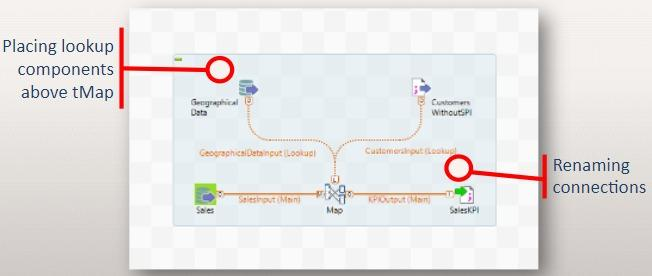 Placing lookup
components
above tMap
Geographical
Data
Customers
WithoutSPI
GeographicalDataInput (Lookup)
CustomersInput (Lookup)
Renaming
connections
SalesInput (Main)
KPIOutput (Main)
Sales
Map
SalesKPI